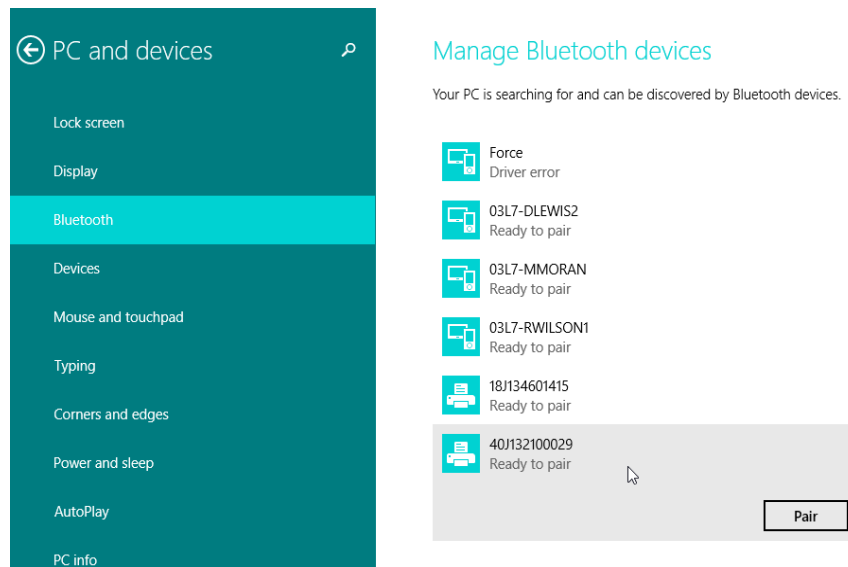 PC and devices
Lock screen
Display
Bluetooth
Devices
Mouse and touchpad
Typing
Corners and edges
Power and sleep
AutoPlay
PC info
Manage Bluetooth devices
Your PC is searching for and can be discovered by Bluetooth devices.
Force
Driver error
03L7-DLEWIS2
Ready to pair
03L7-MMORAN
Ready to pair
03L7-RWILSON1
Ready to pair
18J134601415
Ready to pair
40J132100029
Ready to pair
Pair